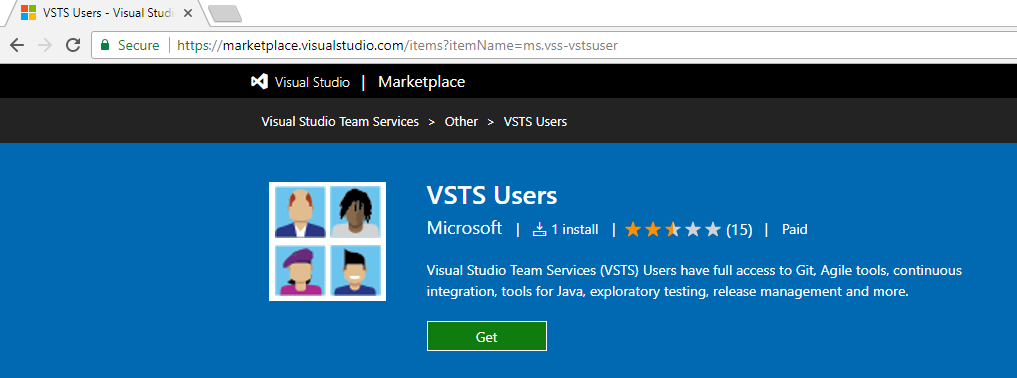 VSTS Users - Visual Studi
Secure https://marketplace.visualstudio.com/items?itemName=ms.vss-vstsuser
Visual Studio | Marketplace
Visual Studio Team Services > Other > VSTS Users
VSTS Users
Microsoft | 1 install | (15) | Paid
Visual Studio Team Services (VSTS) Users have full access to Git, Agile tools, continuous
integration, tools for Java, exploratory testing, release management and more.
Get